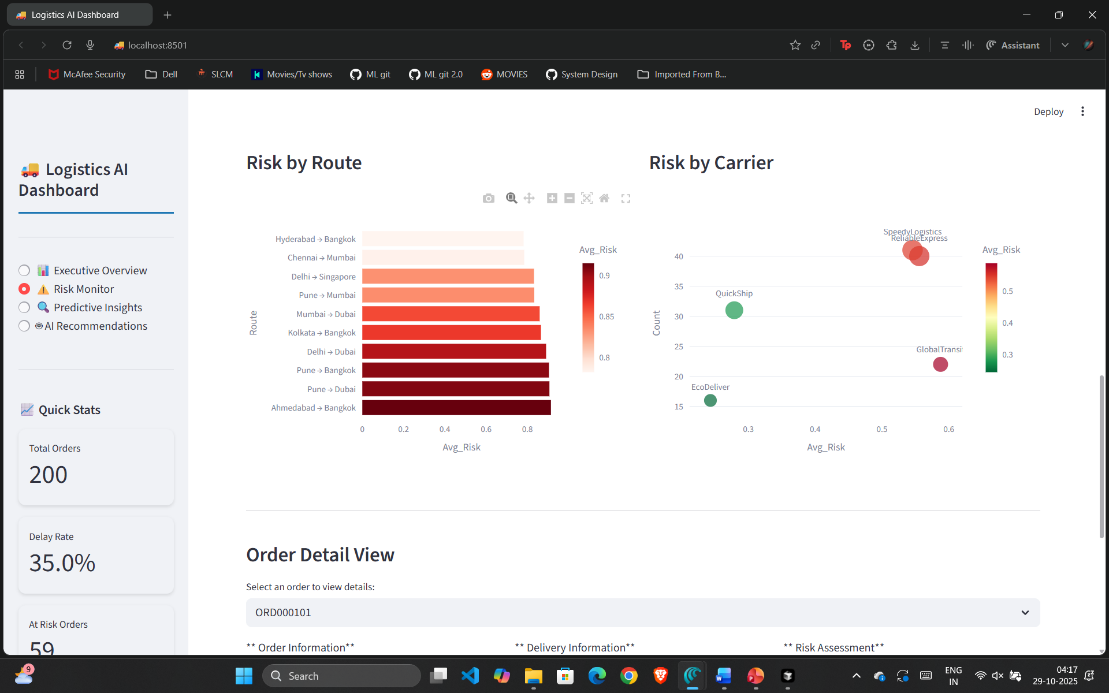 Logistics AI Dashboard
localhost:8501
Assistant
McAfee Security
Dell
SLCM
Movies/Tv shows
ML git
ML git 2.0
MOVIES
System Design
Imported From B...
Deploy
Logistics AI
Dashboard
Executive Overview
Risk Monitor
Predictive Insights
AI Recommendations
Quick Stats
Total Orders
200
Delay Rate
35.0%
At Risk Orders
59
Risk by Route
Hyderabad → Bangkok
Chennai → Mumbai
Delhi → Singapore
Pune → Mumbai
Mumbai → Dubai
Kolkata → Bangkok
Delhi → Dubai
Pune → Bangkok
Pune → Dubai
Ahmedabad → Bangkok
Route
0 0.2 0.4 0.6 0.8
Avg_Risk
Avg_Risk
0.9
0.85
0.8
Risk by Carrier
SpeedyLogistics
ReliableExpress
QuickShip
GlobalTransi
EcoDeliver
40
35
30
25
20
15
Count
0.3 0.4 0.5 0.6
Avg_Risk
Avg_Risk
0.5
0.4
0.3
Order Detail View
Select an order to view details:
ORD000101
** Order Information** ** Delivery Information** ** Risk Assessment**
9
Search
ENG
IN
04:17
29-10-2025